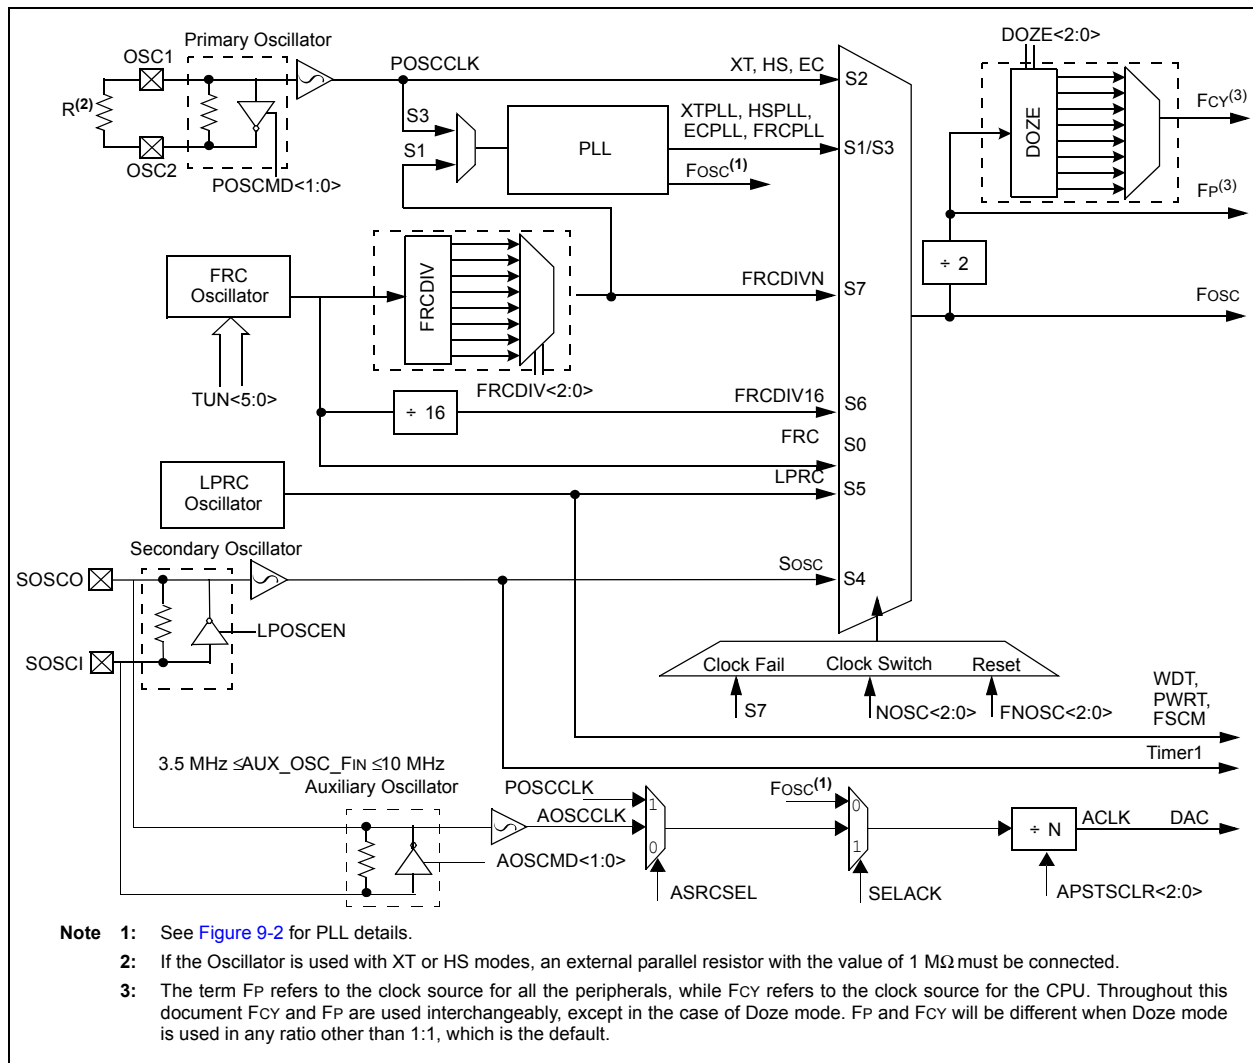 DOZE<2:0>
Primary Oscillator
OSC1
POSCCLK
XT, HS, EC
S2
R(2)
FCY(3)
S3
XTPLL, HSPLL,
ECPLL, FRCPLL
PLL
DOZE
S1
S1/S3
OSC2
FOSC(1)
POSCMD<1:0>
FP(3)
FRC
Oscillator
FRCDIV
FRCDIVN
S7
÷ 2
FOSC
TUN<5:0>
FRCDIV<2:0>
FRCDIV16
S6
÷ 16
FRC
S0
LPRC
Oscillator
LPRC
S5
Secondary Oscillator
SOSCO
SOSC
S4
LPOSCEN
SOSCI
Clock Fail
Clock Switch
Reset
S7
NOSC<2:0>
FNOSC<2:0>
WDT,
PWRT,
FSCM
Timer1
3.5 MHz ≤AUX_OSC_FIN ≤10 MHz
Auxiliary Oscillator
POSCCLK
FOSC(1)
1
0
AOSCCLK
÷ N
ACLK
DAC
0
1
AOSCMD<1:0>
ASRCSEL
SELACK
APSTSCLR<2:0>
Note 1: See Figure 9-2 for PLL details.
2: If the Oscillator is used with XT or HS modes, an external parallel resistor with the value of 1 MΩ must be connected.
3: The term FP refers to the clock source for all the peripherals, while FCY refers to the clock source for the CPU. Throughout this
document FCY and FP are used interchangeably, except in the case of Doze mode. FP and FCY will be different when Doze mode
is used in any ratio other than 1:1, which is the default.